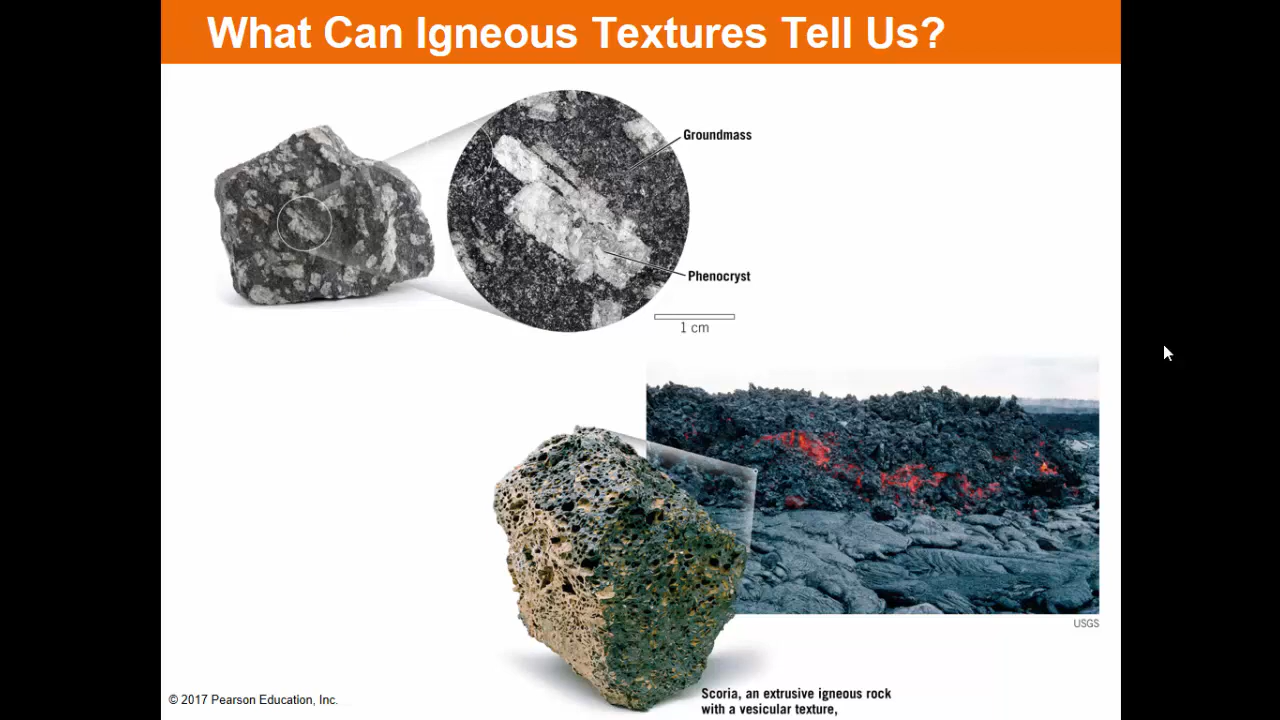 What Can Igneous Textures Tell Us?
Groundmass
Phenocryst
1 cm
USGS
Scoria, an extrusive igneous rock
with a vesicular texture,
© 2017 Pearson Education, Inc.